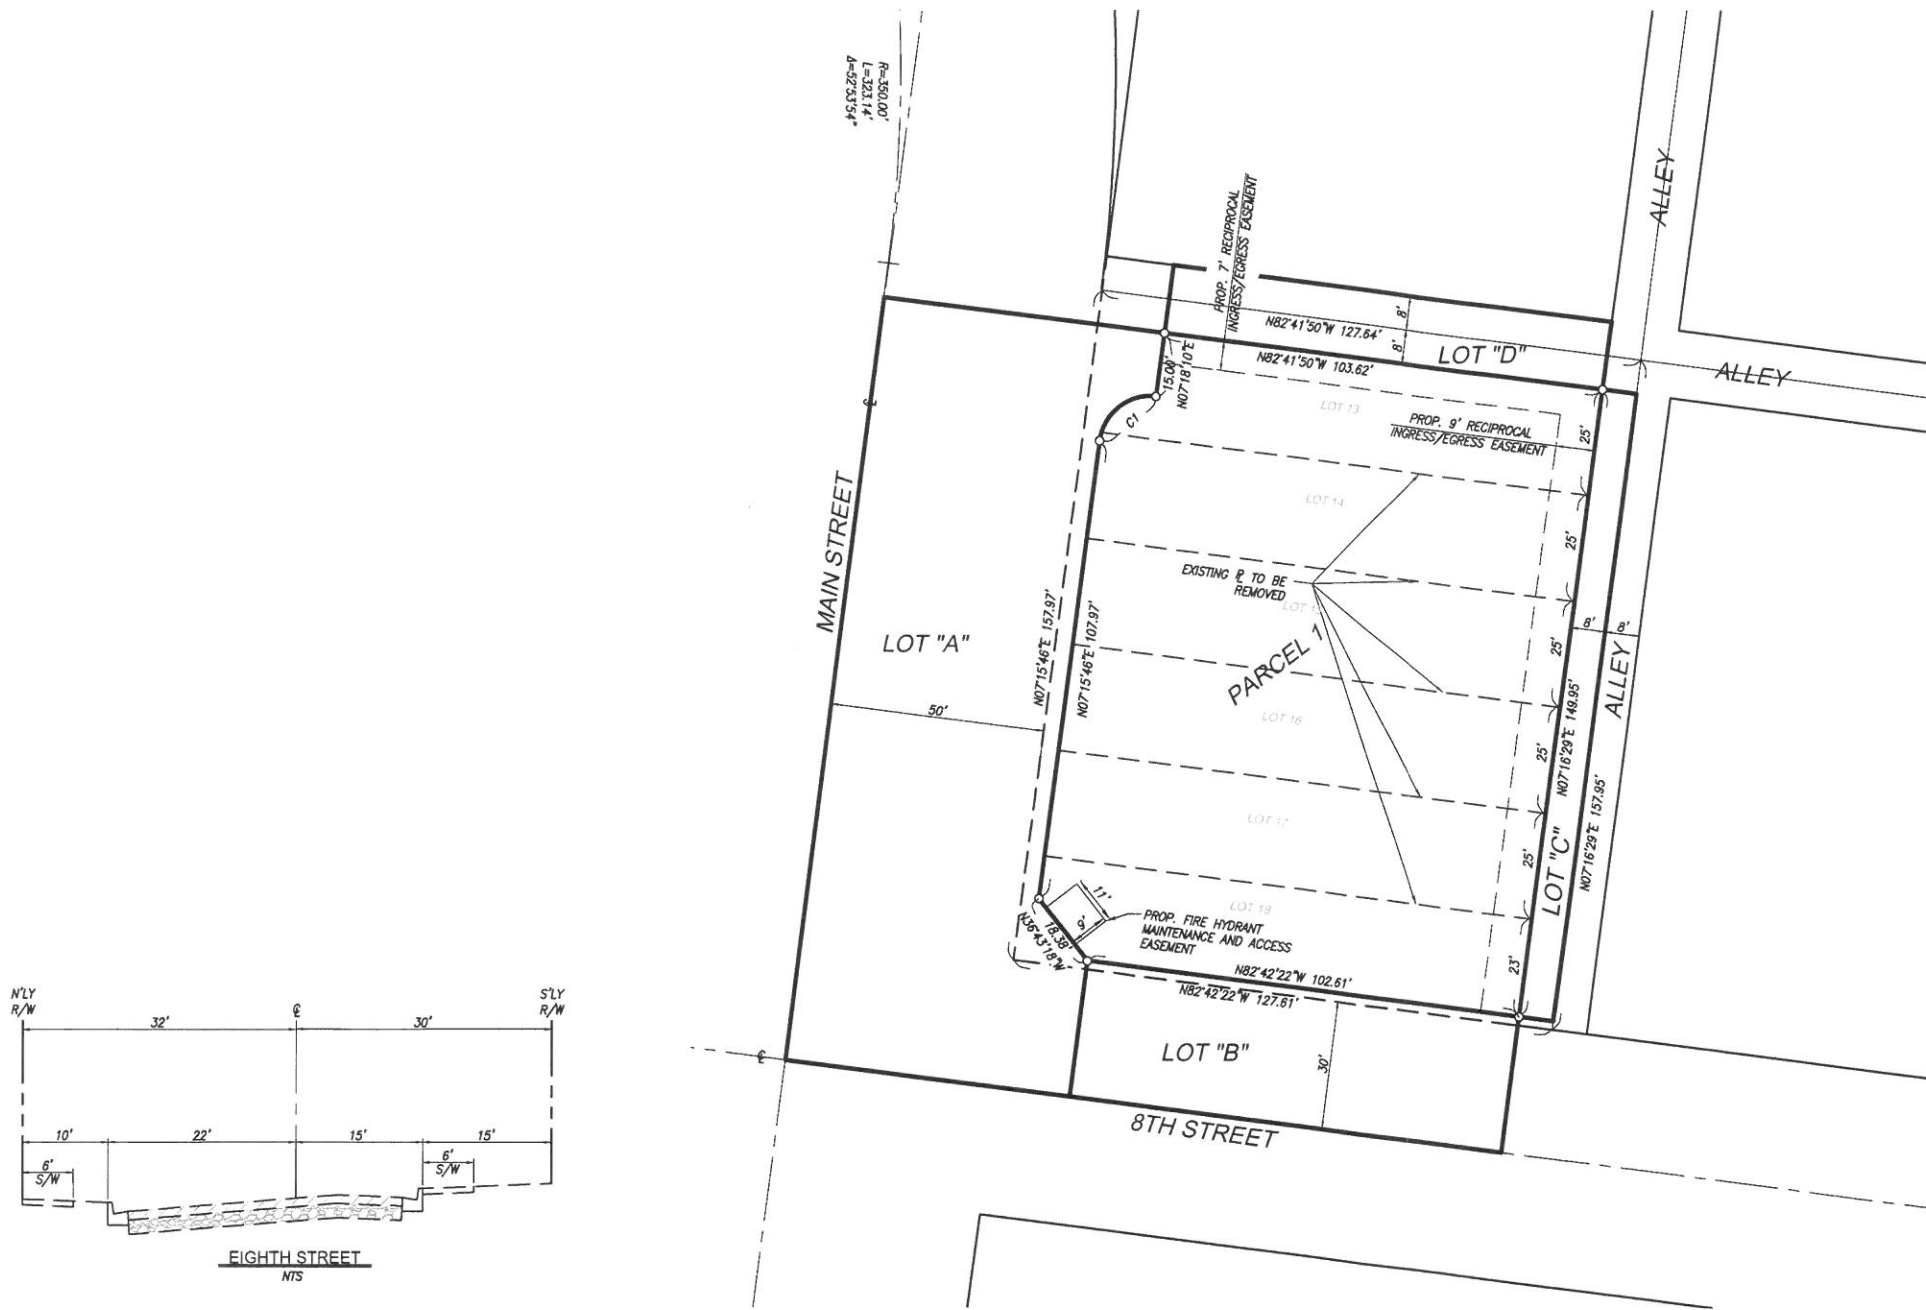 R=350.00'
L=323.14'
Δ=52°53'54"
ALLEY
PROP. 7' RECIPROCAL
INGRESS/EGRESS EASEMENT
8'
N82°41'50"W 127.64'
8'
LOT "D"
N82°41'50"W 103.62'
ALLEY
15.00'
N07°18'10"E
C1
LOT 13
PROP. 9' RECIPROCAL
INGRESS/EGRESS EASEMENT
25'
LOT 14
25'
MAIN STREET
EXISTING ⅊ TO BE
REMOVED
LOT
LOT "A"
N07°15'46"E 157.97'
N07°15'46"E 107.97'
PARCEL 1
8'
8'
25'
ALLEY
50'
LOT 16
25'
N07°16'29"E 149.95'
N07°16'29"E 157.95'
LOT 17
25'
LOT "C"
11'
9'
LOT 18
18.38'
N36°43'18"W
PROP. FIRE HYDRANT
MAINTENANCE AND ACCESS
EASEMENT
23'
N82°42'22"W 102.61'
N82°42'22"W 127.61'
LOT "B"
30'
℄
℄
8TH STREET
N'LY
R/W
℄
S'LY
R/W
32'
30'
10'
22'
15'
15'
6'
S/W
6'
S/W
EIGHTH STREET
NTS